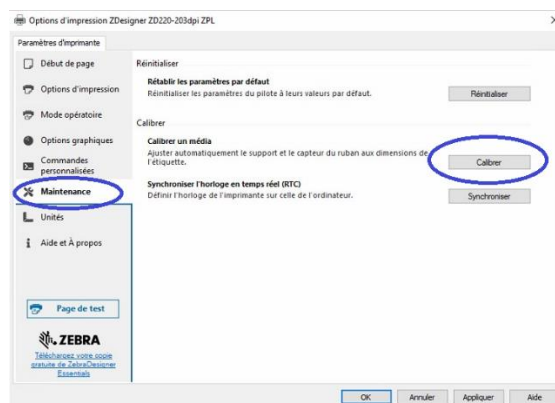 Options d'impression ZDesigner ZD220-203dpi ZPL
Paramètres d'imprimante
Début de page
Options d'impression
Mode opératoire
Options graphiques
Commandes
personnalisées
Maintenance
Unités
Aide et À propos
Page de test
ZEBRA
Téléchargez votre copie
gratuite de ZebraDesigner
Essentials
Réinitialiser
Rétablir les paramètres par défaut
Réinitialiser les paramètres du pilote à leurs valeurs par défaut.
Réinitialiser
Calibrer
Calibrer un média
Ajuster automatiquement le support et le capteur du ruban aux dimensions de
l'étiquette.
Calibrer
Synchroniser l'horloge en temps réel (RTC)
Définir l'horloge de l'imprimante sur celle de l'ordinateur.
Synchroniser
OK
Annuler
Appliquer
Aide